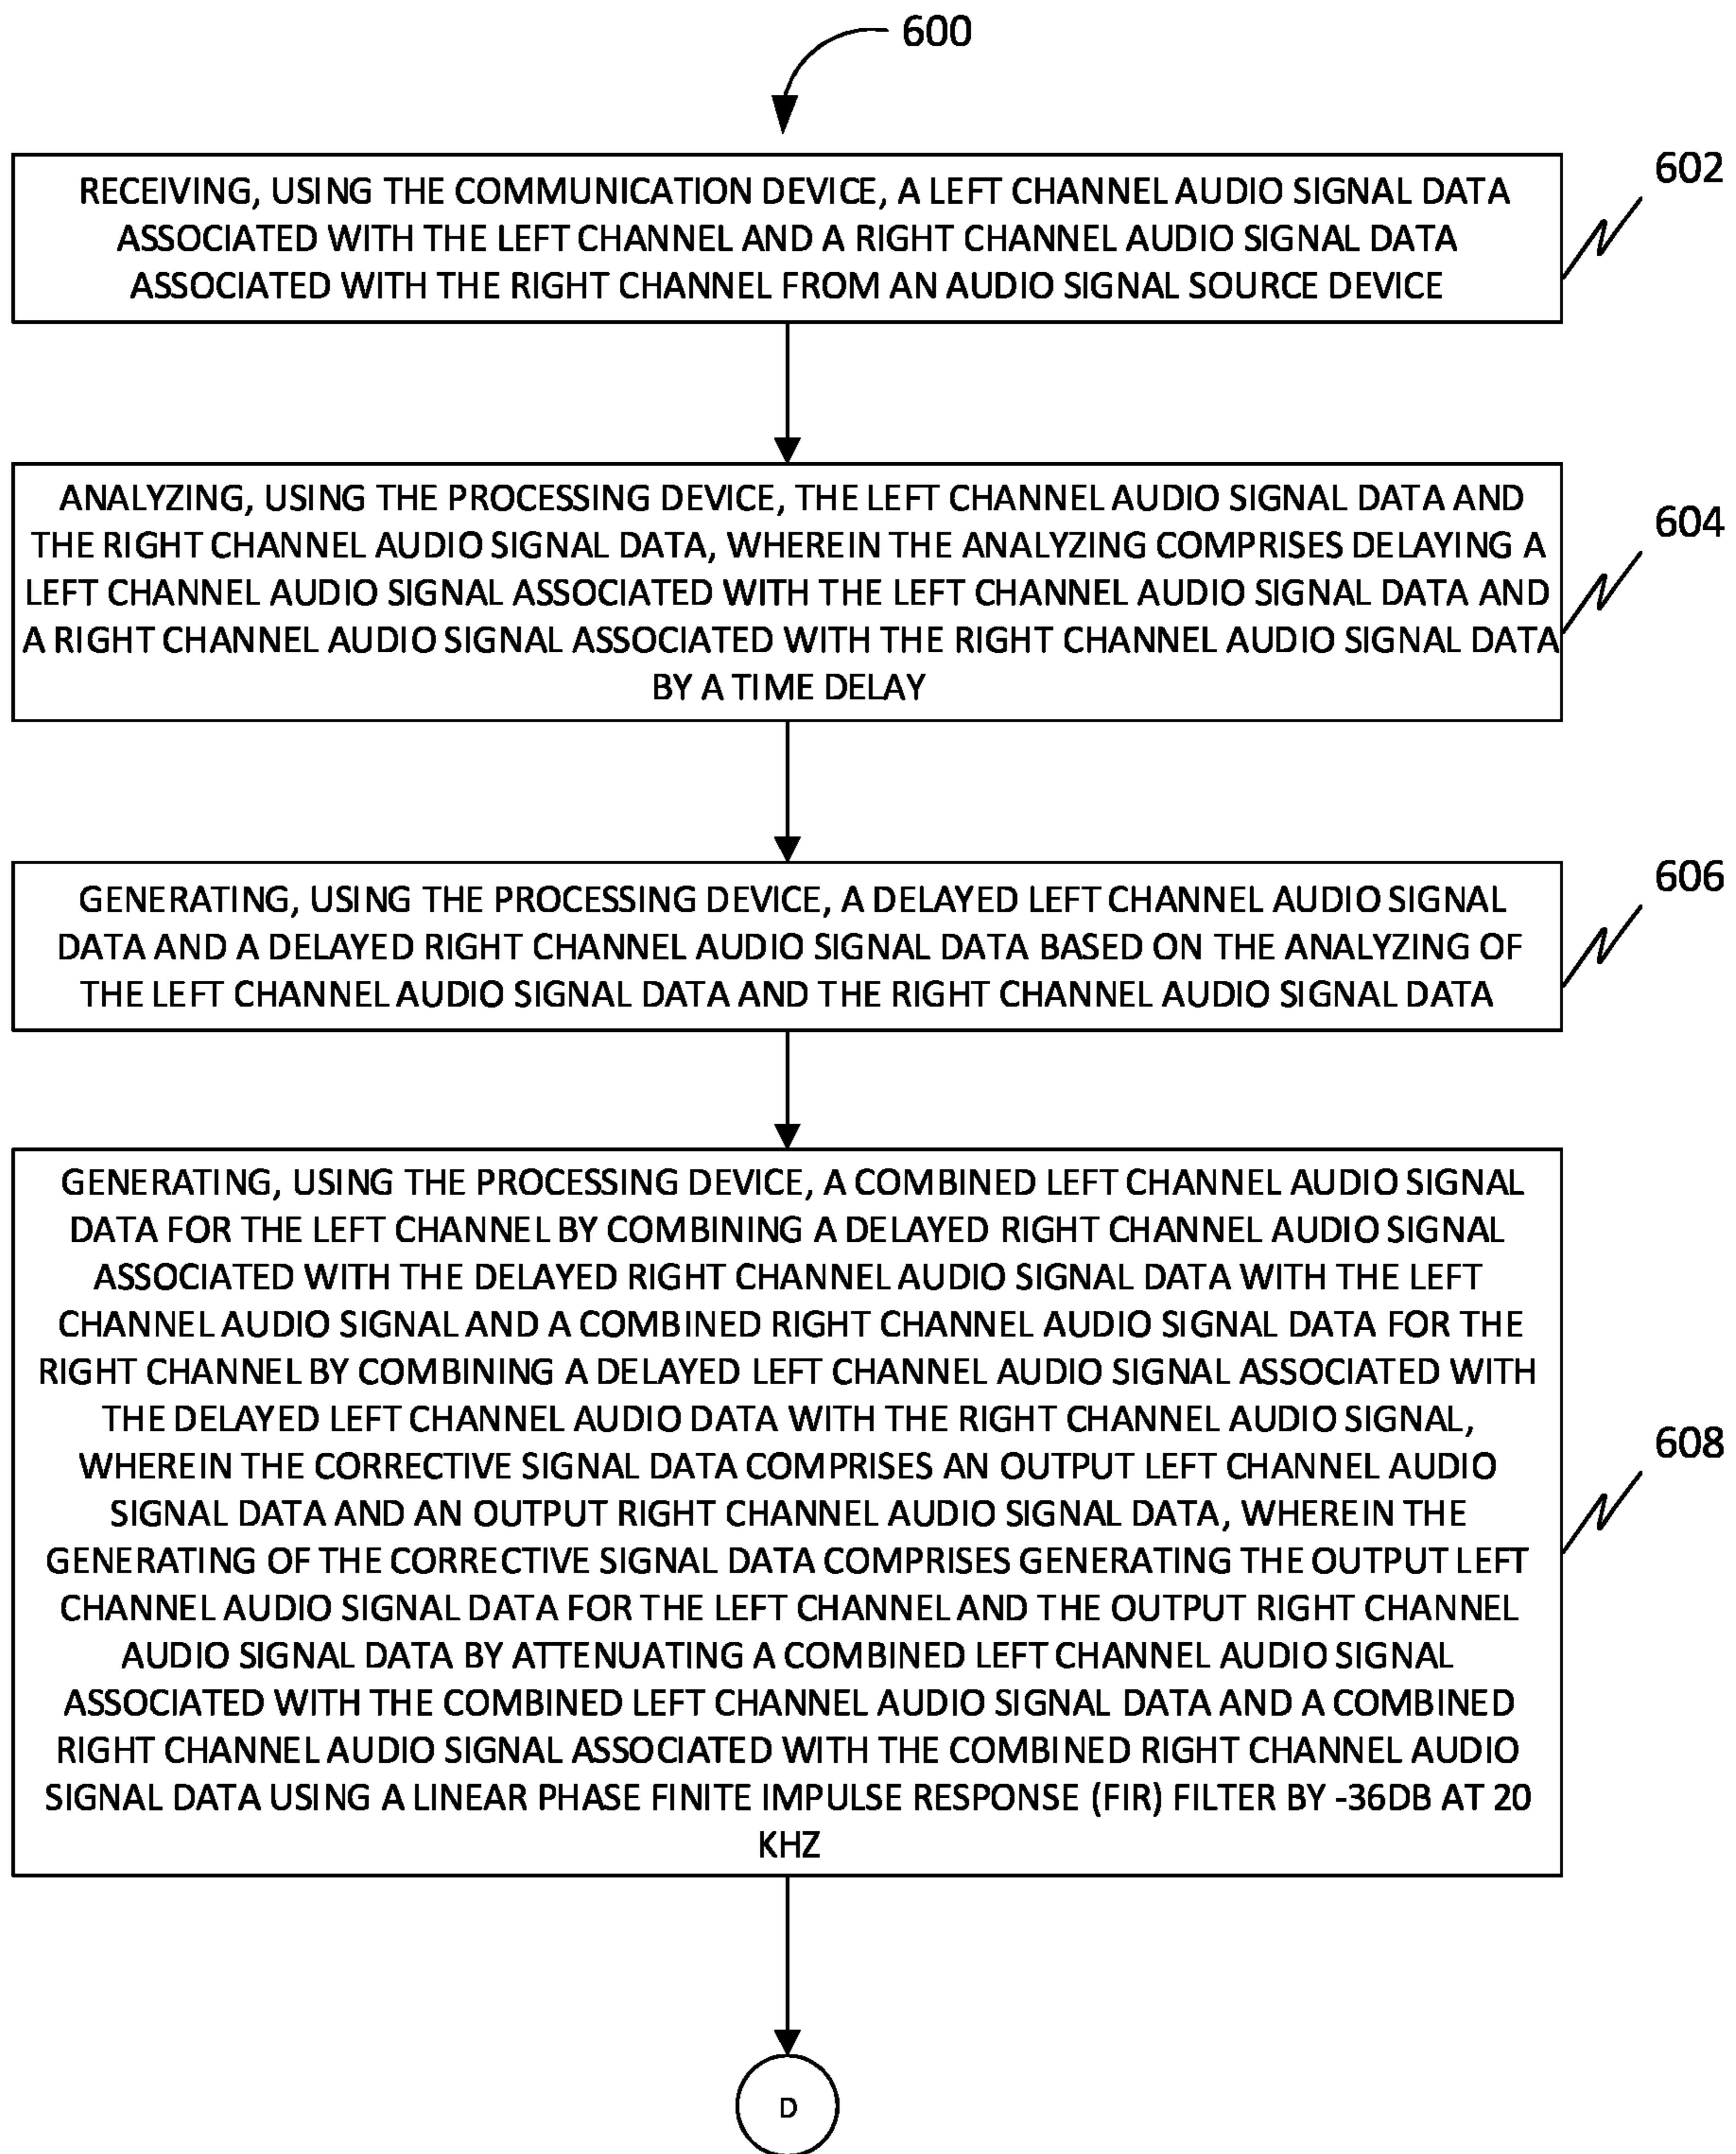 600
RECEIVING, USING THE COMMUNICATION DEVICE, A LEFT CHANNEL AUDIO SIGNAL DATA
ASSOCIATED WITH THE LEFT CHANNEL AND A RIGHT CHANNEL AUDIO SIGNAL DATA
ASSOCIATED WITH THE RIGHT CHANNEL FROM AN AUDIO SIGNAL SOURCE DEVICE
602
ANALYZING, USING THE PROCESSING DEVICE, THE LEFT CHANNEL AUDIO SIGNAL DATA AND
THE RIGHT CHANNEL AUDIO SIGNAL DATA, WHEREIN THE ANALYZING COMPRISES DELAYING A
LEFT CHANNEL AUDIO SIGNAL ASSOCIATED WITH THE LEFT CHANNEL AUDIO SIGNAL DATA AND
A RIGHT CHANNEL AUDIO SIGNAL ASSOCIATED WITH THE RIGHT CHANNEL AUDIO SIGNAL DATA
BY A TIME DELAY
604
GENERATING, USING THE PROCESSING DEVICE, A DELAYED LEFT CHANNEL AUDIO SIGNAL
DATA AND A DELAYED RIGHT CHANNEL AUDIO SIGNAL DATA BASED ON THE ANALYZING OF
THE LEFT CHANNEL AUDIO SIGNAL DATA AND THE RIGHT CHANNEL AUDIO SIGNAL DATA
606
GENERATING, USING THE PROCESSING DEVICE, A COMBINED LEFT CHANNEL AUDIO SIGNAL
DATA FOR THE LEFT CHANNEL BY COMBINING A DELAYED RIGHT CHANNEL AUDIO SIGNAL
ASSOCIATED WITH THE DELAYED RIGHT CHANNEL AUDIO SIGNAL DATA WITH THE LEFT
CHANNEL AUDIO SIGNAL AND A COMBINED RIGHT CHANNEL AUDIO SIGNAL DATA FOR THE
RIGHT CHANNEL BY COMBINING A DELAYED LEFT CHANNEL AUDIO SIGNAL ASSOCIATED WITH
THE DELAYED LEFT CHANNEL AUDIO DATA WITH THE RIGHT CHANNEL AUDIO SIGNAL,
WHEREIN THE CORRECTIVE SIGNAL DATA COMPRISES AN OUTPUT LEFT CHANNEL AUDIO
SIGNAL DATA AND AN OUTPUT RIGHT CHANNEL AUDIO SIGNAL DATA, WHEREIN THE
GENERATING OF THE CORRECTIVE SIGNAL DATA COMPRISES GENERATING THE OUTPUT LEFT
CHANNEL AUDIO SIGNAL DATA FOR THE LEFT CHANNEL AND THE OUTPUT RIGHT CHANNEL
AUDIO SIGNAL DATA BY ATTENUATING A COMBINED LEFT CHANNEL AUDIO SIGNAL
ASSOCIATED WITH THE COMBINED LEFT CHANNEL AUDIO SIGNAL DATA AND A COMBINED
RIGHT CHANNEL AUDIO SIGNAL ASSOCIATED WITH THE COMBINED RIGHT CHANNEL AUDIO
SIGNAL DATA USING A LINEAR PHASE FINITE IMPULSE RESPONSE (FIR) FILTER BY -36DB AT 20
KHZ
608
D